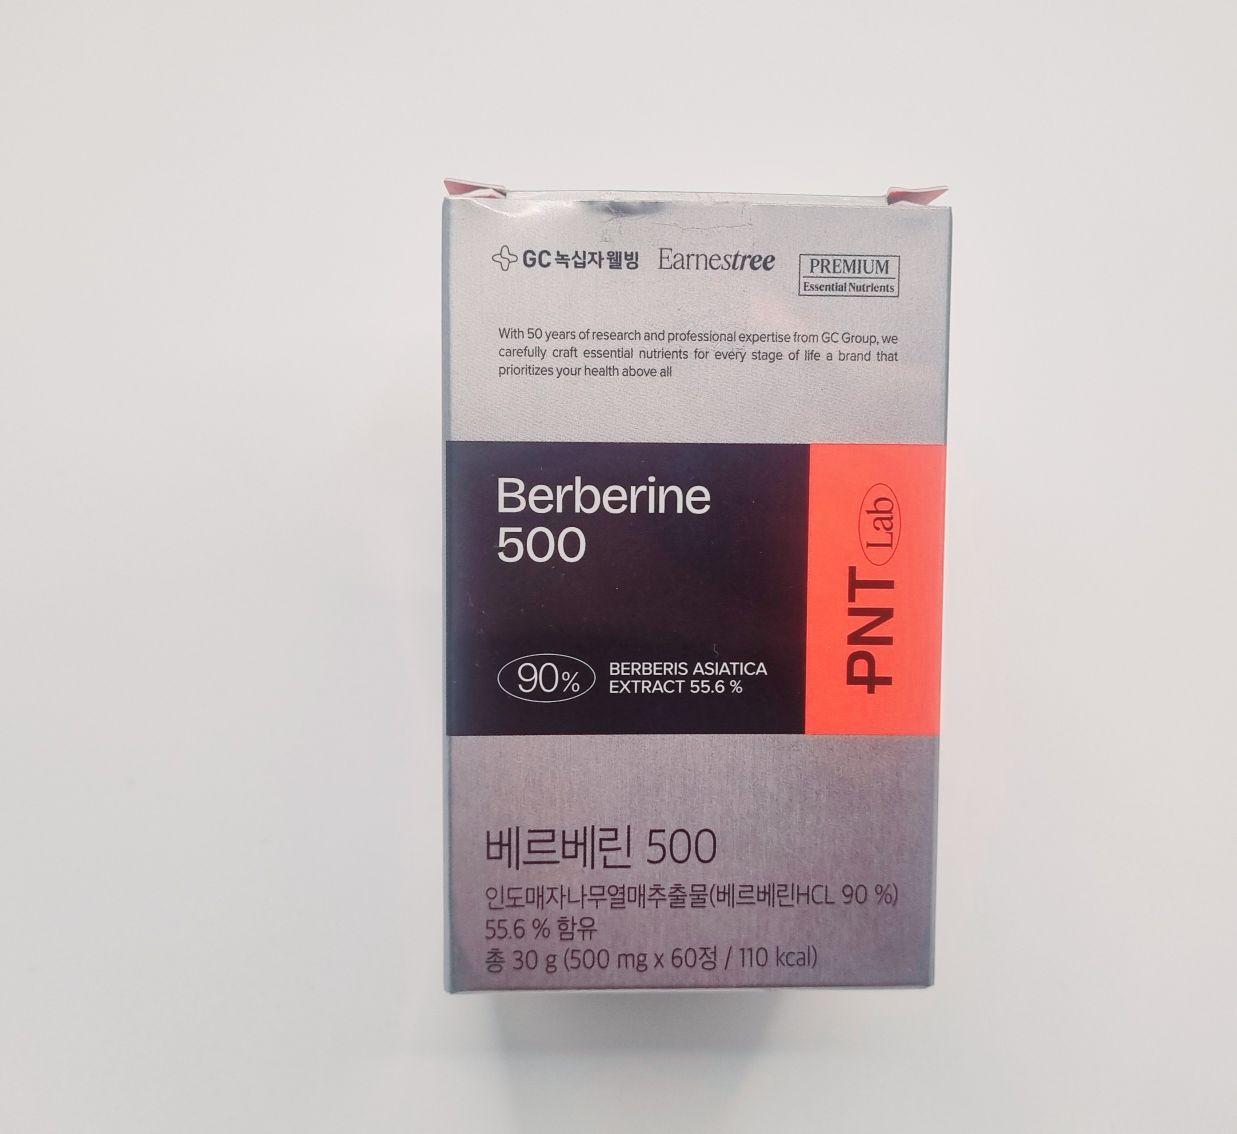 GC녹십자웰빙 Earnestree PREMIUM
Essential Nutrients
With 50 years of research and professional expertise from GC Group, we
carefully craft essential nutrients for every stage of life a brand that
prioritizes your health above all
Berberine
500
PNT Lab
90% BERBERIS ASIATICA
EXTRACT 55.6 %
베르베린 500
인도매자나무열매추출물(베르베린HCL 90 %)
55.6 % 함유
총 30 g (500 mg x 60정 / 110 kcal)